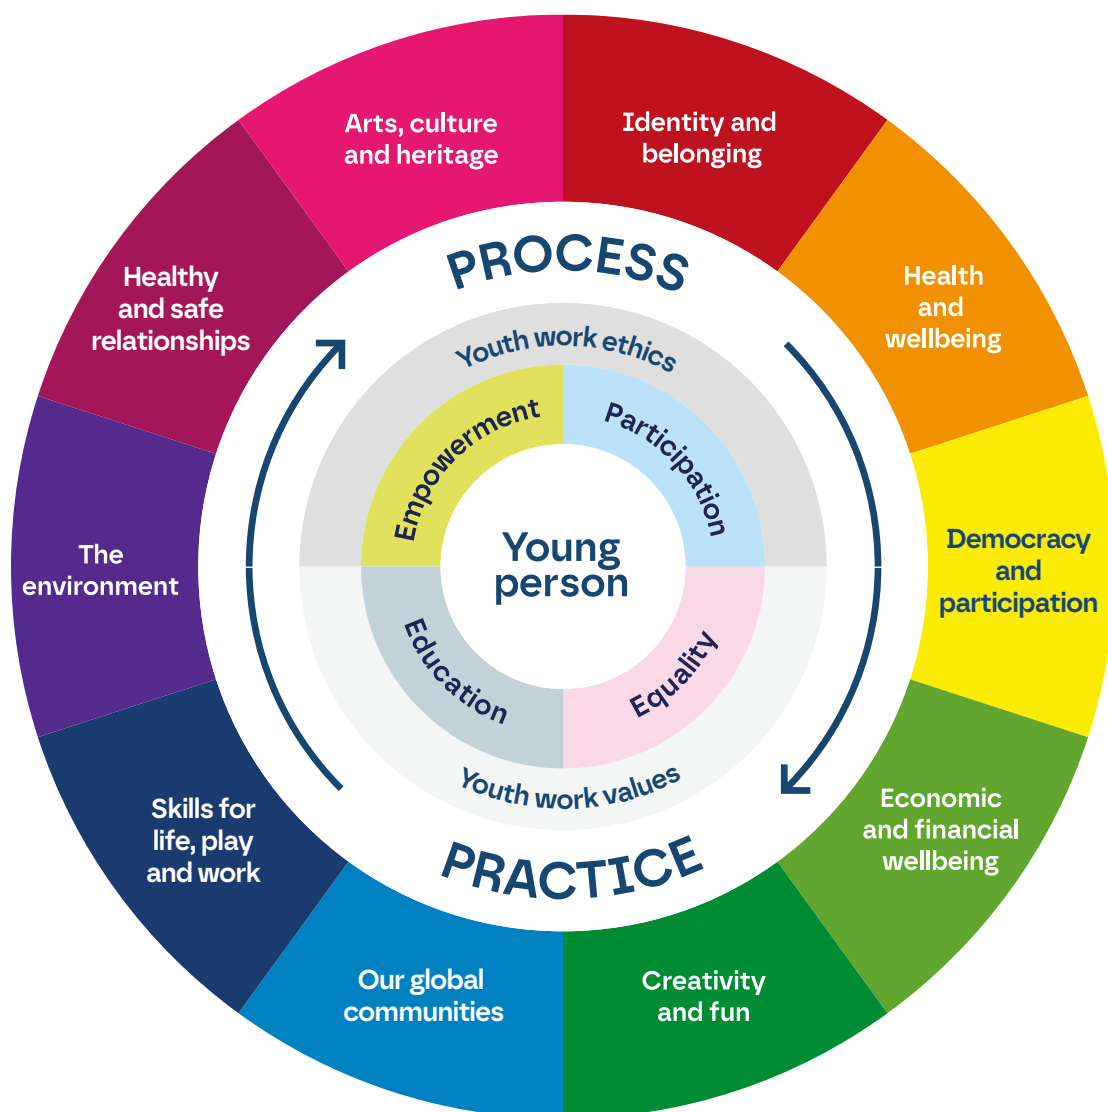 Arts, culture
and heritage
Identity and
belonging
Health
and
wellbeing
Democracy
and
participation
Economic
and financial
wellbeing
Creativity
and fun
Our global
communities
Skills for
life, play
and work
The
environment
Healthy
and safe
relationships
PROCESS
Youth work ethics
Empowerment
Participation
Young
person
Education
Equality
Youth work values
PRACTICE